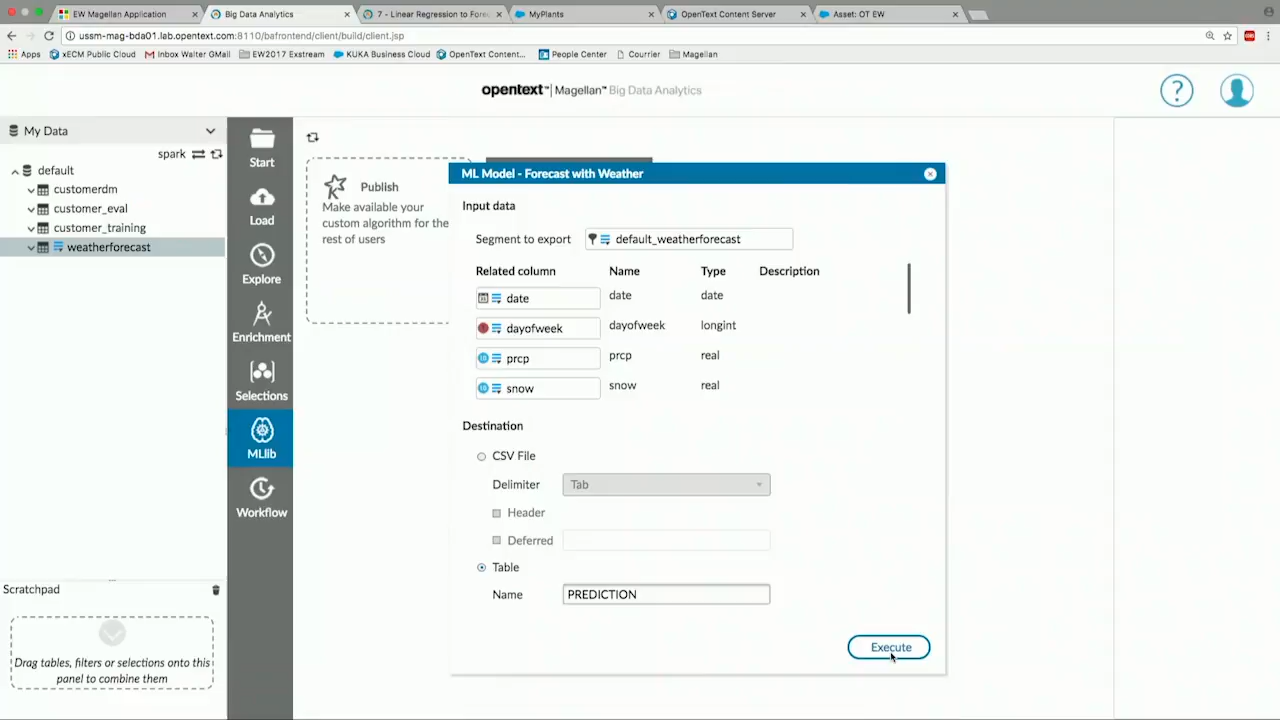 EW Magellan Application
Big Data Analytics
7 - Linear Regression to Forec
MyPlants
OpenText Content Server
Asset: OT EW
ussm-mag-bda01.lab.opentext.com:8110/bafrontend/client/build/client.jsp
Apps
xECM Public Cloud
Inbox Walter GMail
EW2017 Exstream
KUKA Business Cloud
OpenText Content...
People Center
Courrier
Magellan
opentext™ | Magellan™ Big Data Analytics
?
My Data
spark
default
customerdm
customer_eval
customer_training
weatherforecast
Scratchpad
Drag tables, filters or selections onto this
panel to combine them
Start
Load
Explore
Enrichment
Selections
MLlib
Workflow
Publish
Make available your
custom algorithm for the
rest of users
ML Model - Forecast with Weather
Input data
Segment to export
default_weatherforecast
Related column Name Type Description
date date date
dayofweek dayofweek longint
prcp prcp real
snow snow real
Destination
CSV File
Delimiter Tab
Header
Deferred
Table
Name PREDICTION
Execute